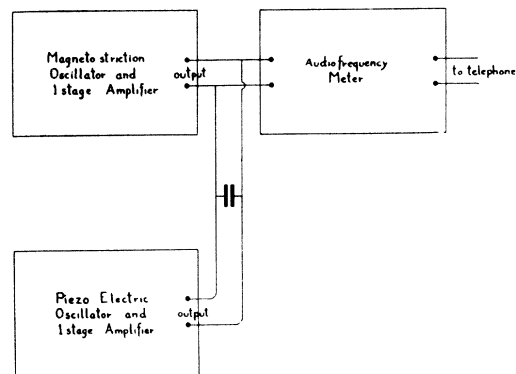 Magneto striction
Oscillator and
1 stage Amplifier
output
Audiofrequency
Meter
to telephone
Piezo Electric
Oscillator and
1 stage Amplifier
output